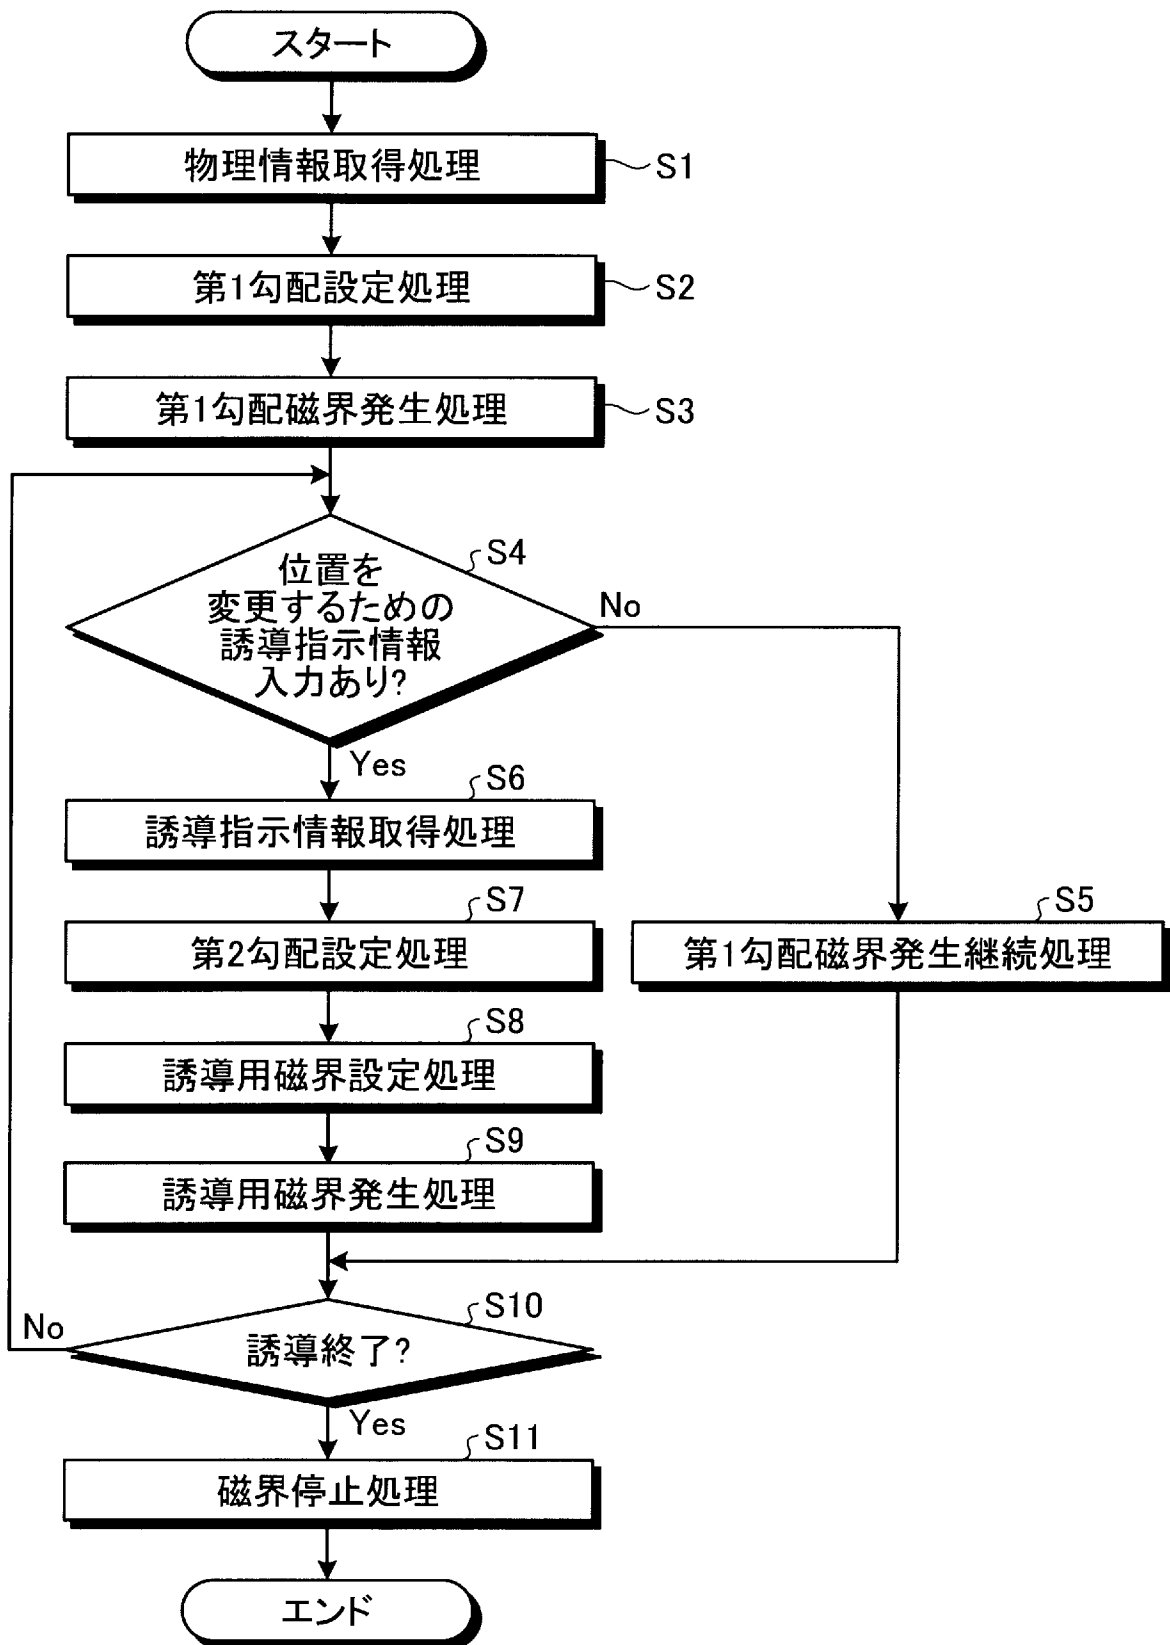 スタート
物理情報取得処理
S1
第1勾配設定処理
S2
第1勾配磁界発生処理
S3
S4
位置を
変更するための
誘導指示情報
入力あり?
No
Yes
S6
誘導指示情報取得処理
S7
第2勾配設定処理
S5
第1勾配磁界発生継続処理
S8
誘導用磁界設定処理
S9
誘導用磁界発生処理
S10
誘導終了?
No
Yes
S11
磁界停止処理
エンド